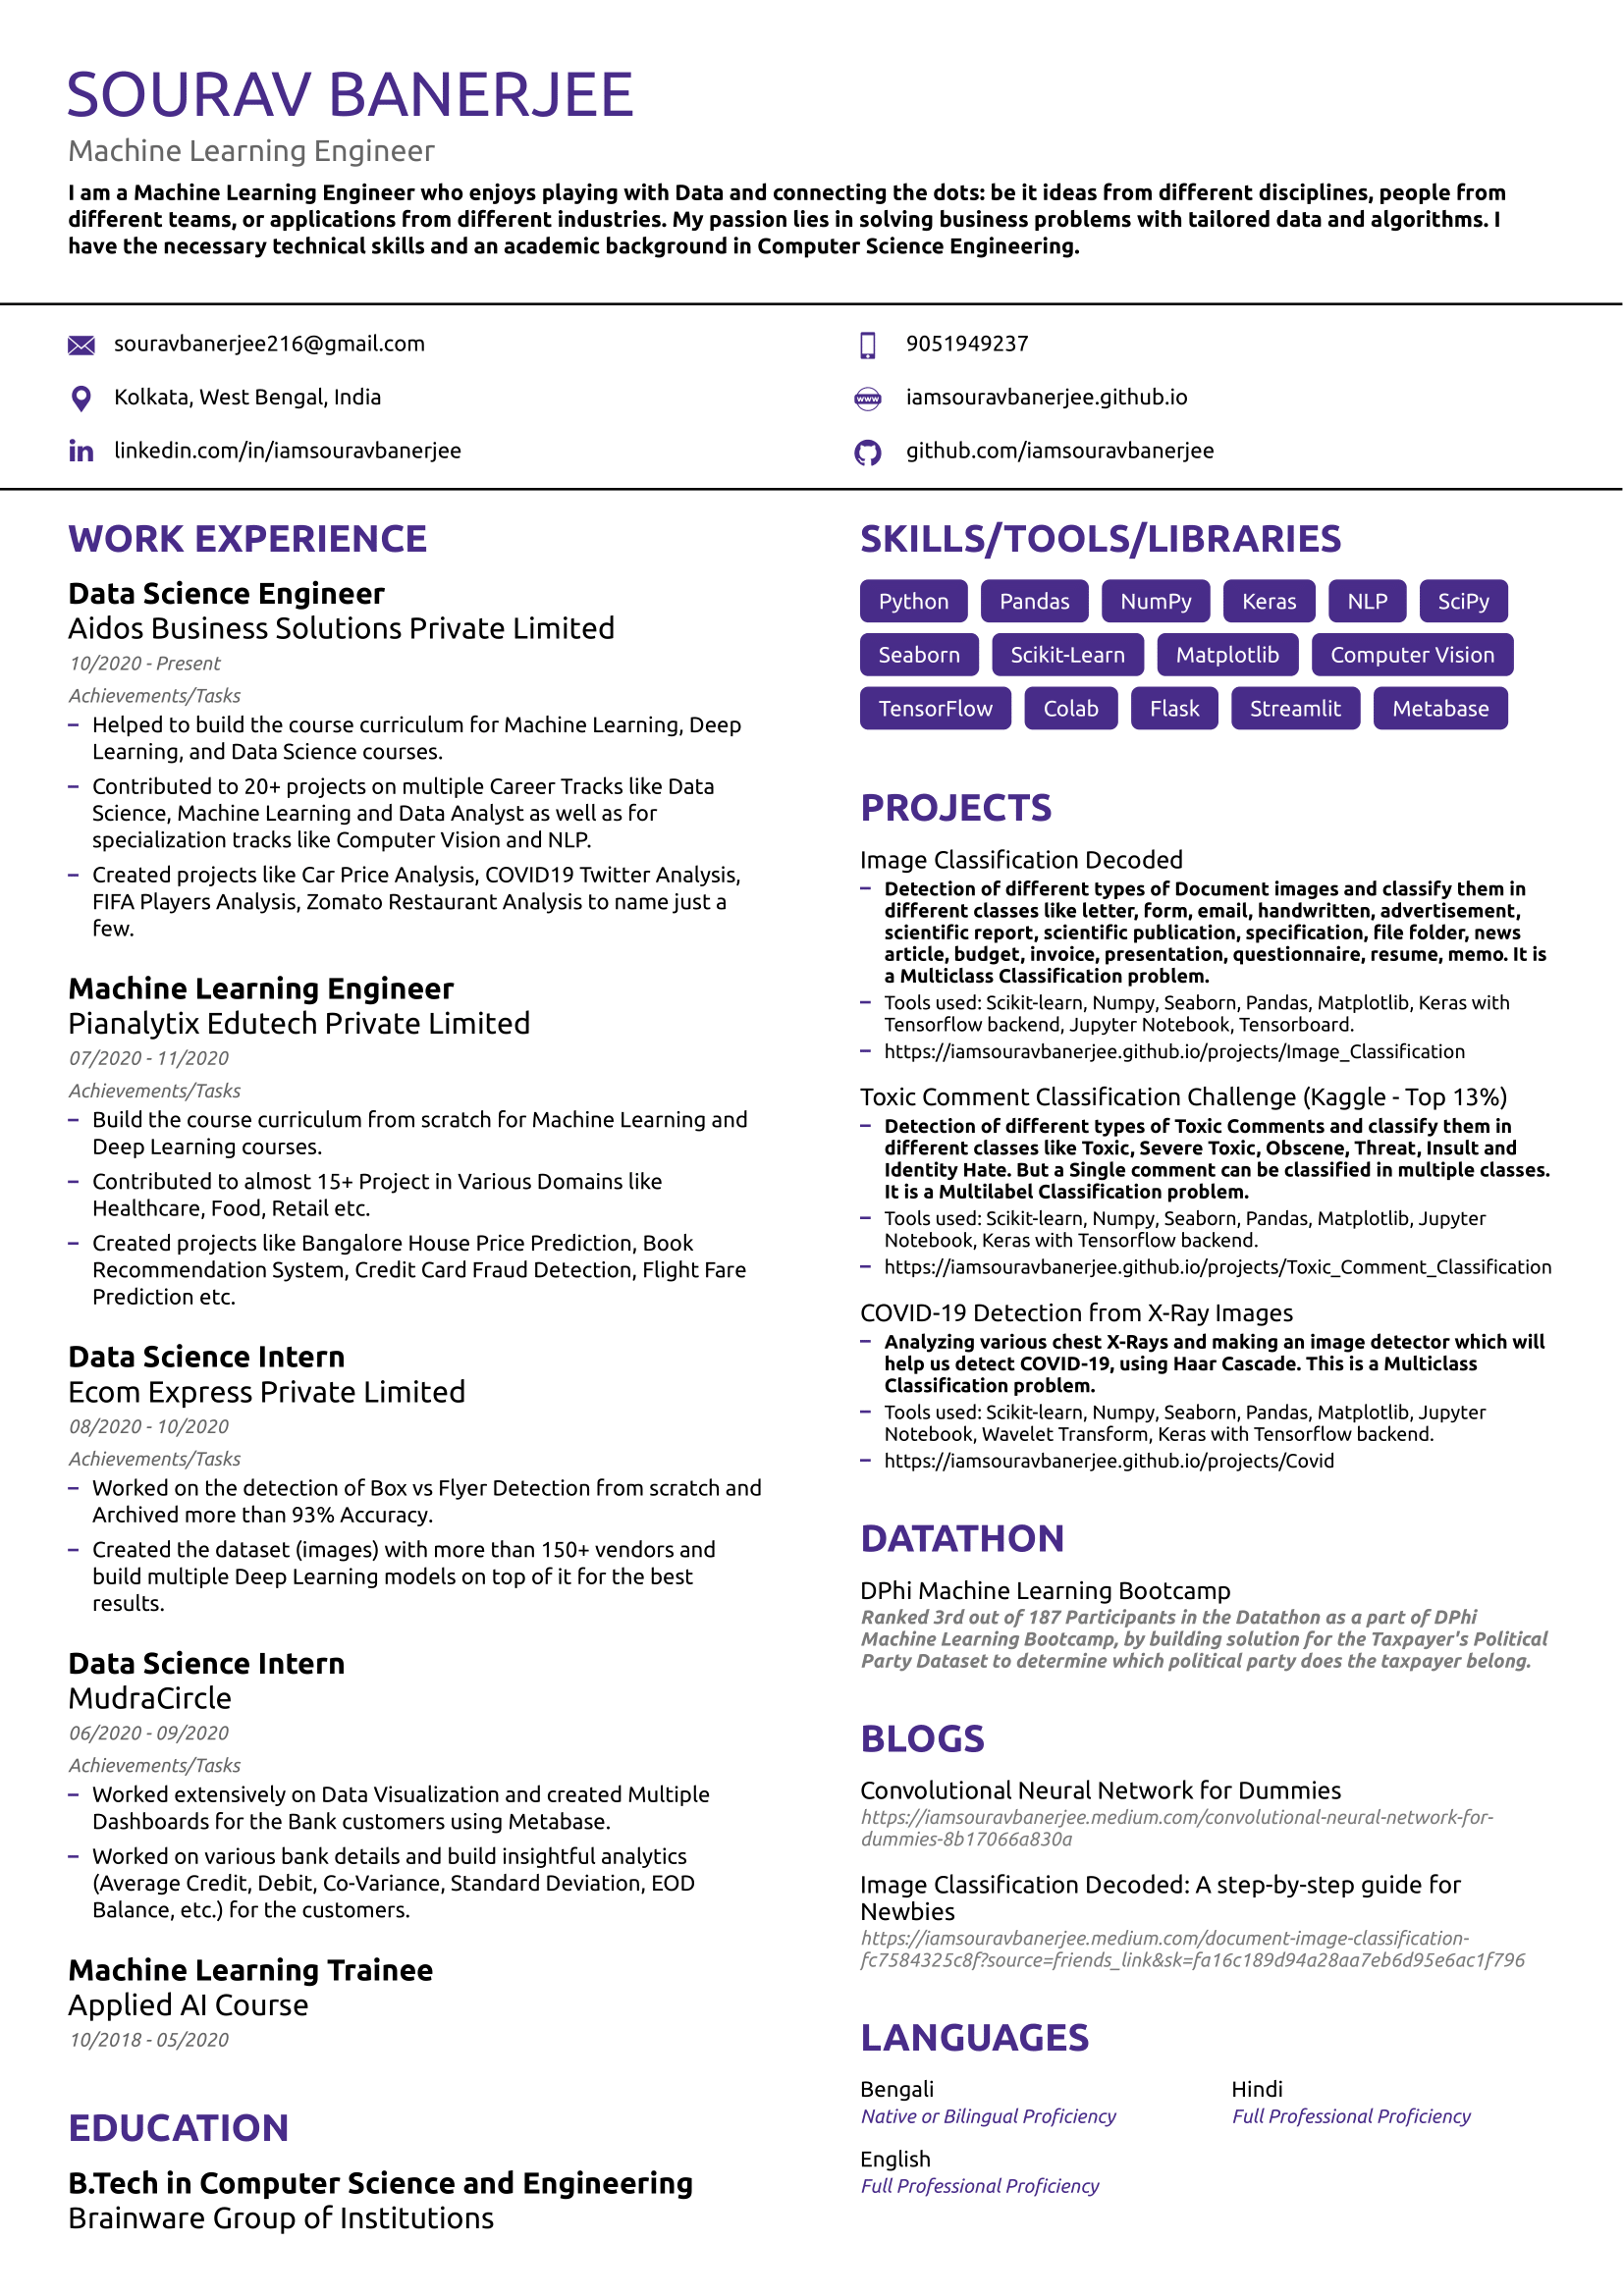 SOURAV BANERJEE
Machine Learning Engineer
I am a Machine Learning Engineer who enjoys playing with Data and connecting the dots: be it ideas from different disciplines, people from
different teams, or applications from different industries. My passion lies in solving business problems with tailored data and algorithms. I
have the necessary technical skills and an academic background in Computer Science Engineering.
souravbanerjee216@gmail.com
9051949237
Kolkata, West Bengal, India
iamsouravbanerjee.github.io
linkedin.com/in/iamsouravbanerjee
github.com/iamsouravbanerjee
WORK EXPERIENCE
Data Science Engineer
Aidos Business Solutions Private Limited
10/2020 - Present
Achievements/Tasks
– Helped to build the course curriculum for Machine Learning, Deep
Learning, and Data Science courses.
– Contributed to 20+ projects on multiple Career Tracks like Data
Science, Machine Learning and Data Analyst as well as for
specialization tracks like Computer Vision and NLP.
– Created projects like Car Price Analysis, COVID19 Twitter Analysis,
FIFA Players Analysis, Zomato Restaurant Analysis to name just a
few.
Machine Learning Engineer
Pianalytix Edutech Private Limited
07/2020 - 11/2020
Achievements/Tasks
– Build the course curriculum from scratch for Machine Learning and
Deep Learning courses.
– Contributed to almost 15+ Project in Various Domains like
Healthcare, Food, Retail etc.
– Created projects like Bangalore House Price Prediction, Book
Recommendation System, Credit Card Fraud Detection, Flight Fare
Prediction etc.
Data Science Intern
Ecom Express Private Limited
08/2020 - 10/2020
Achievements/Tasks
– Worked on the detection of Box vs Flyer Detection from scratch and
Archived more than 93% Accuracy.
– Created the dataset (images) with more than 150+ vendors and
build multiple Deep Learning models on top of it for the best
results.
Data Science Intern
MudraCircle
06/2020 - 09/2020
Achievements/Tasks
– Worked extensively on Data Visualization and created Multiple
Dashboards for the Bank customers using Metabase.
– Worked on various bank details and build insightful analytics
(Average Credit, Debit, Co-Variance, Standard Deviation, EOD
Balance, etc.) for the customers.
Machine Learning Trainee
Applied AI Course
10/2018 - 05/2020
EDUCATION
B.Tech in Computer Science and Engineering
Brainware Group of Institutions
SKILLS/TOOLS/LIBRARIES
Python Pandas NumPy Keras NLP SciPy
Seaborn Scikit-Learn Matplotlib Computer Vision
TensorFlow Colab Flask Streamlit Metabase
PROJECTS
Image Classification Decoded
– Detection of different types of Document images and classify them in
different classes like letter, form, email, handwritten, advertisement,
scientific report, scientific publication, specification, file folder, news
article, budget, invoice, presentation, questionnaire, resume, memo. It is
a Multiclass Classification problem.
– Tools used: Scikit-learn, Numpy, Seaborn, Pandas, Matplotlib, Keras with
Tensorflow backend, Jupyter Notebook, Tensorboard.
– https://iamsouravbanerjee.github.io/projects/Image_Classification
Toxic Comment Classification Challenge (Kaggle - Top 13%)
– Detection of different types of Toxic Comments and classify them in
different classes like Toxic, Severe Toxic, Obscene, Threat, Insult and
Identity Hate. But a Single comment can be classified in multiple classes.
It is a Multilabel Classification problem.
– Tools used: Scikit-learn, Numpy, Seaborn, Pandas, Matplotlib, Jupyter
Notebook, Keras with Tensorflow backend.
– https://iamsouravbanerjee.github.io/projects/Toxic_Comment_Classification
COVID-19 Detection from X-Ray Images
– Analyzing various chest X-Rays and making an image detector which will
help us detect COVID-19, using Haar Cascade. This is a Multiclass
Classification problem.
– Tools used: Scikit-learn, Numpy, Seaborn, Pandas, Matplotlib, Jupyter
Notebook, Wavelet Transform, Keras with Tensorflow backend.
– https://iamsouravbanerjee.github.io/projects/Covid
DATATHON
DPhi Machine Learning Bootcamp
Ranked 3rd out of 187 Participants in the Datathon as a part of DPhi
Machine Learning Bootcamp, by building solution for the Taxpayer's Political
Party Dataset to determine which political party does the taxpayer belong.
BLOGS
Convolutional Neural Network for Dummies
https://iamsouravbanerjee.medium.com/convolutional-neural-network-for-
dummies-8b17066a830a
Image Classification Decoded: A step-by-step guide for
Newbies
https://iamsouravbanerjee.medium.com/document-image-classification-
fc7584325c8f?source=friends_link&sk=fa16c189d94a28aa7eb6d95e6ac1f796
LANGUAGES
Bengali
Native or Bilingual Proficiency
Hindi
Full Professional Proficiency
English
Full Professional Proficiency